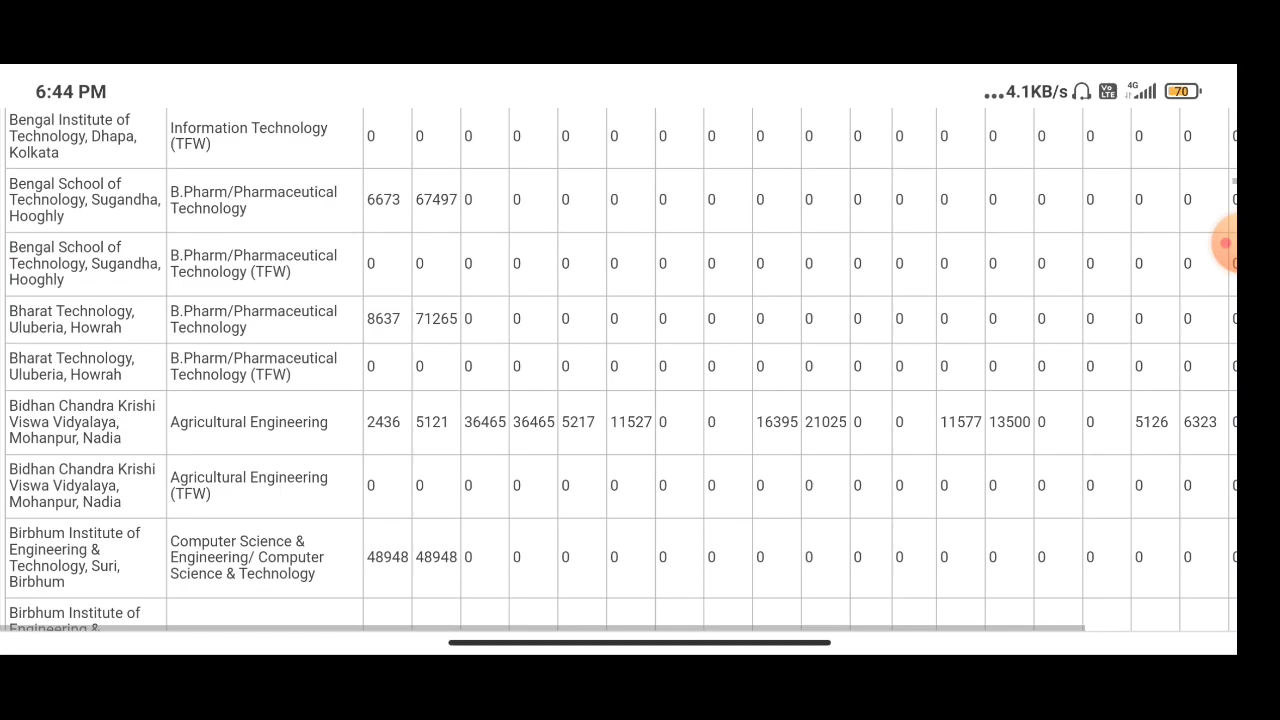 6:44 PM
...4.1KB/s Vo LTE 4G 70
Bengal Institute of
Technology, Dhapa,
Kolkata
Information Technology
(TFW)
0 0 0 0 0 0 0 0 0 0 0 0 0 0 0 0 0 0
Bengal School of
Technology, Sugandha,
Hooghly
B.Pharm/Pharmaceutical
Technology
6673 67497 0 0 0 0 0 0 0 0 0 0 0 0 0 0 0 0
Bengal School of
Technology, Sugandha,
Hooghly
B.Pharm/Pharmaceutical
Technology (TFW)
0 0 0 0 0 0 0 0 0 0 0 0 0 0 0 0 0 0
Bharat Technology,
Uluberia, Howrah
B.Pharm/Pharmaceutical
Technology
8637 71265 0 0 0 0 0 0 0 0 0 0 0 0 0 0 0 0
Bharat Technology,
Uluberia, Howrah
B.Pharm/Pharmaceutical
Technology (TFW)
0 0 0 0 0 0 0 0 0 0 0 0 0 0 0 0 0 0
Bidhan Chandra Krishi
Viswa Vidyalaya,
Mohanpur, Nadia
Agricultural Engineering
2436 5121 36465 36465 5217 11527 0 0 16395 21025 0 0 11577 13500 0 0 5126 6323
Bidhan Chandra Krishi
Viswa Vidyalaya,
Mohanpur, Nadia
Agricultural Engineering
(TFW)
0 0 0 0 0 0 0 0 0 0 0 0 0 0 0 0 0 0
Birbhum Institute of
Engineering &
Technology, Suri,
Birbhum
Computer Science &
Engineering/ Computer
Science & Technology
48948 48948 0 0 0 0 0 0 0 0 0 0 0 0 0 0 0 0
Birbhum Institute of
Engineering &